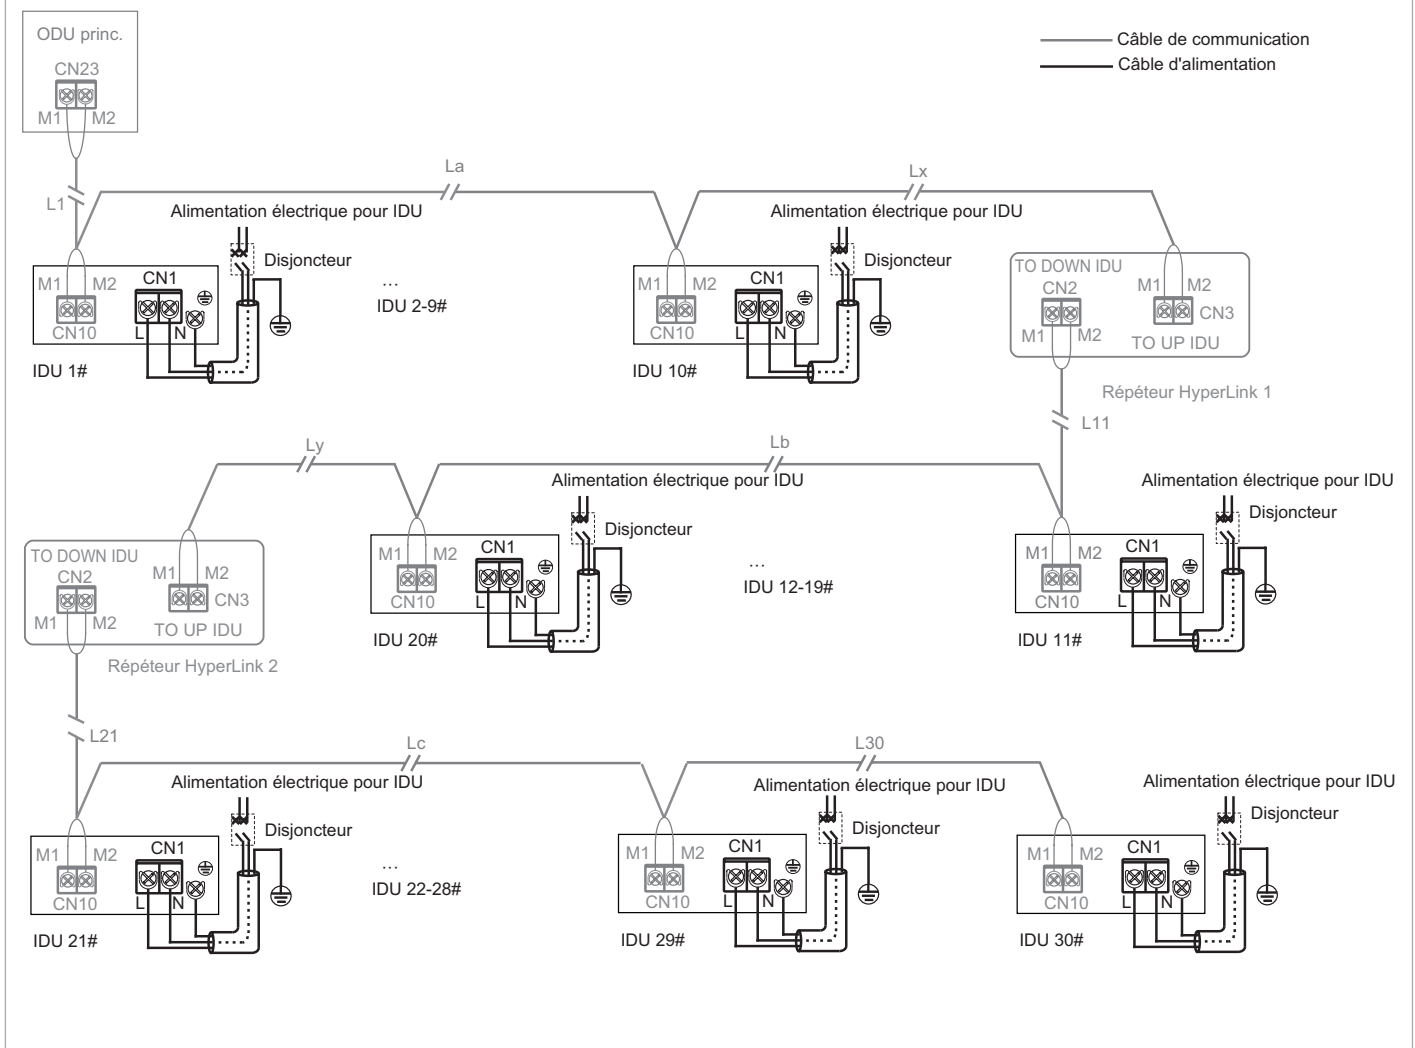 ODU princ.
CN23
M1 M2
Câble de communication
Câble d'alimentation
L1
La
Lx
Alimentation électrique pour IDU
Disjoncteur
M1 M2
CN10
CN1
L N
IDU 1#
...
IDU 2-9#
Alimentation électrique pour IDU
Disjoncteur
M1 M2
CN10
CN1
L N
IDU 10#
TO DOWN IDU
CN2
M1 M2
M1 M2
CN3
TO UP IDU
Répéteur HyperLink 1
L11
Ly
Lb
TO DOWN IDU
CN2
M1 M2
M1 M2
CN3
TO UP IDU
Répéteur HyperLink 2
Alimentation électrique pour IDU
Disjoncteur
M1 M2
CN10
CN1
L N
IDU 20#
...
IDU 12-19#
Alimentation électrique pour IDU
Disjoncteur
M1 M2
CN10
CN1
L N
IDU 11#
L21
Lc
L30
Alimentation électrique pour IDU
Disjoncteur
M1 M2
CN10
CN1
L N
IDU 21#
...
IDU 22-28#
Alimentation électrique pour IDU
Disjoncteur
M1 M2
CN10
CN1
L N
IDU 29#
Alimentation électrique pour IDU
Disjoncteur
M1 M2
CN10
CN1
L N
IDU 30#